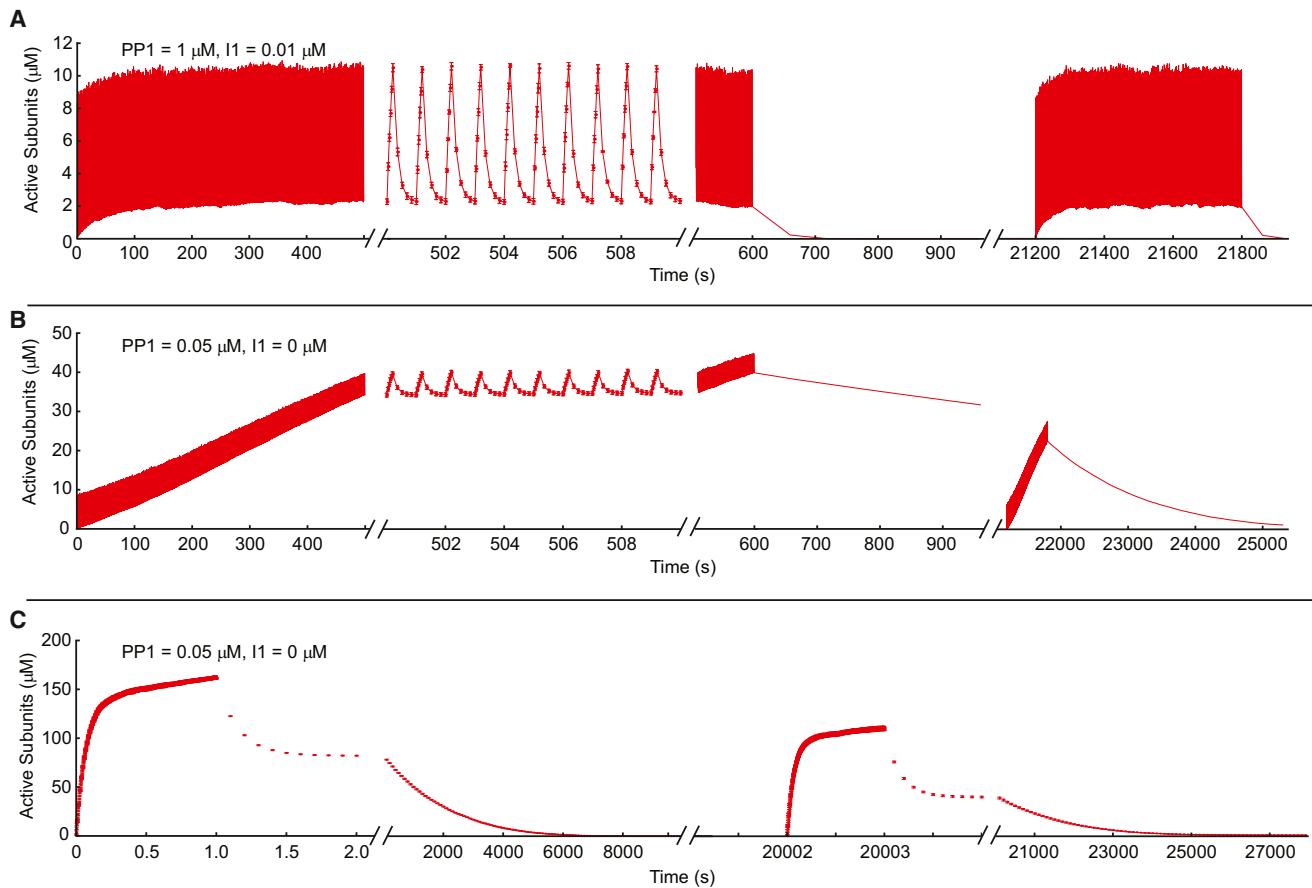 A
PP1 = 1 μM, I1 = 0.01 μM
Active Subunits (μM)
12
10
8
6
4
2
0
0 100 200 300 400 502 504 506 508 600 700 800 900 21200 21400 21600 21800
Time (s)
B
PP1 = 0.05 μM, I1 = 0 μM
Active Subunits (μM)
50
40
30
20
10
0
0 100 200 300 400 502 504 506 508 600 700 800 900 22000 23000 24000 25000
Time (s)
C
PP1 = 0.05 μM, I1 = 0 μM
Active Subunits (μM)
200
150
100
50
0
0 0.5 1.0 1.5 2.0 2000 4000 6000 8000 20002 20003 21000 23000 25000 27000
Time (s)